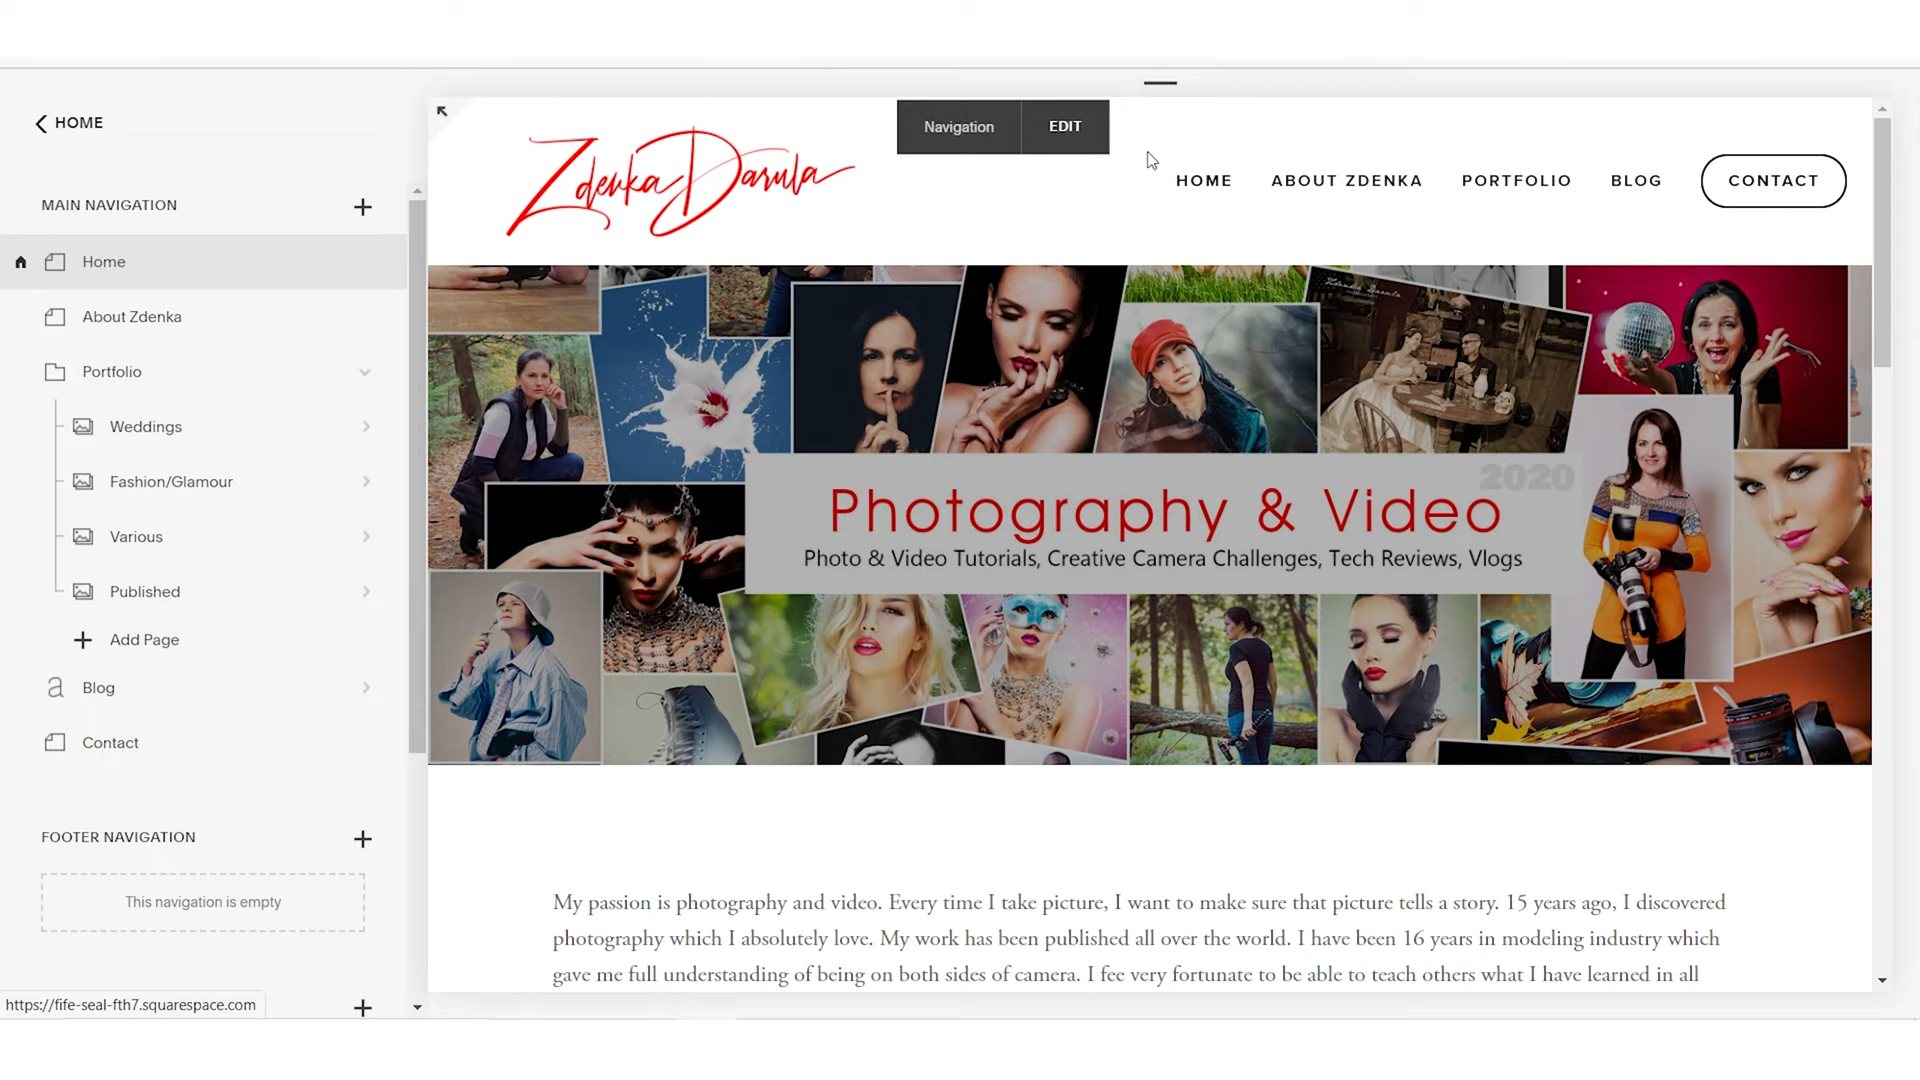 HOME
MAIN NAVIGATION
Home
About Zdenka
Portfolio
Weddings
Fashion/Glamour
Various
Published
Add Page
Blog
Contact
FOOTER NAVIGATION
This navigation is empty
https://fife-seal-fth7.squarespace.com
Zdenka Darula
Navigation
EDIT
HOME
ABOUT ZDENKA
PORTFOLIO
BLOG
CONTACT
2020
Photography & Video
Photo & Video Tutorials, Creative Camera Challenges, Tech Reviews, Vlogs
My passion is photography and video. Every time I take picture, I want to make sure that picture tells a story. 15 years ago, I discovered
photography which I absolutely love. My work has been published all over the world. I have been 16 years in modeling industry which
gave me full understanding of being on both sides of camera. I fee very fortunate to be able to teach others what I have learned in all